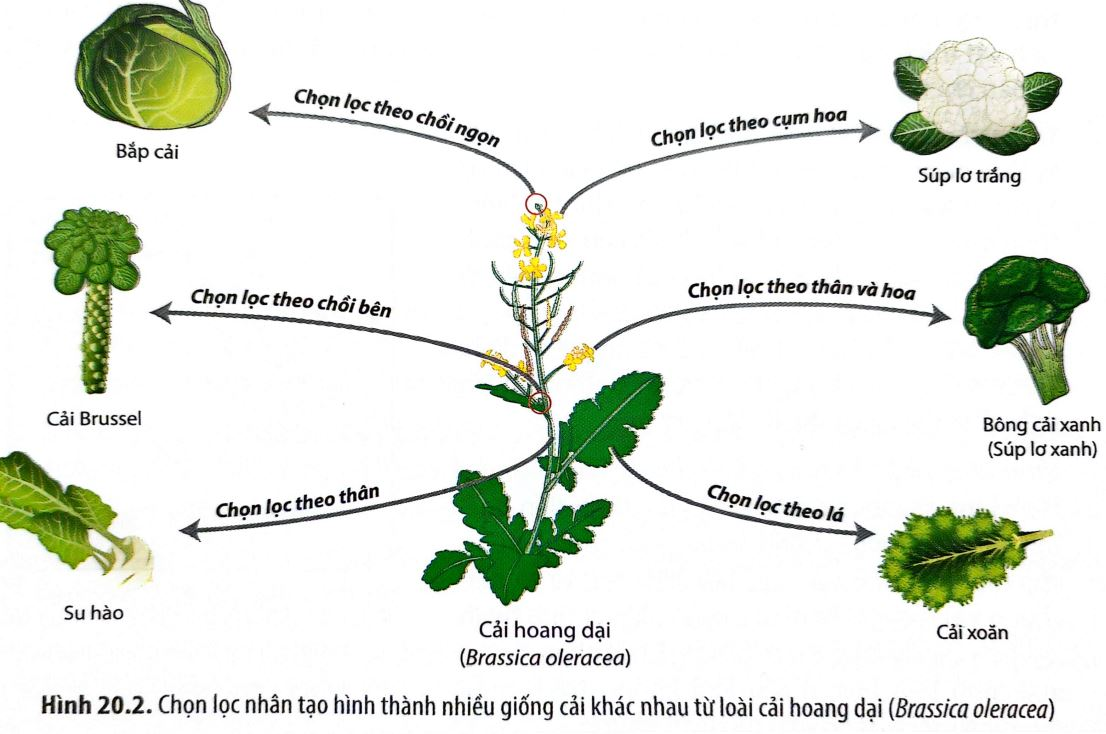 Chọn lọc theo chồi ngọn
Bắp cải
Chọn lọc theo cụm hoa
Súp lơ trắng
Chọn lọc theo chồi bên
Cải Brussel
Chọn lọc theo thân và hoa
Bông cải xanh
(Súp lơ xanh)
Chọn lọc theo thân
Su hào
Chọn lọc theo lá
Cải xoăn
Cải hoang dại
(Brassica oleracea)
Hình 20.2. Chọn lọc nhân tạo hình thành nhiều giống cải khác nhau từ loài cải hoang dại (Brassica oleracea)